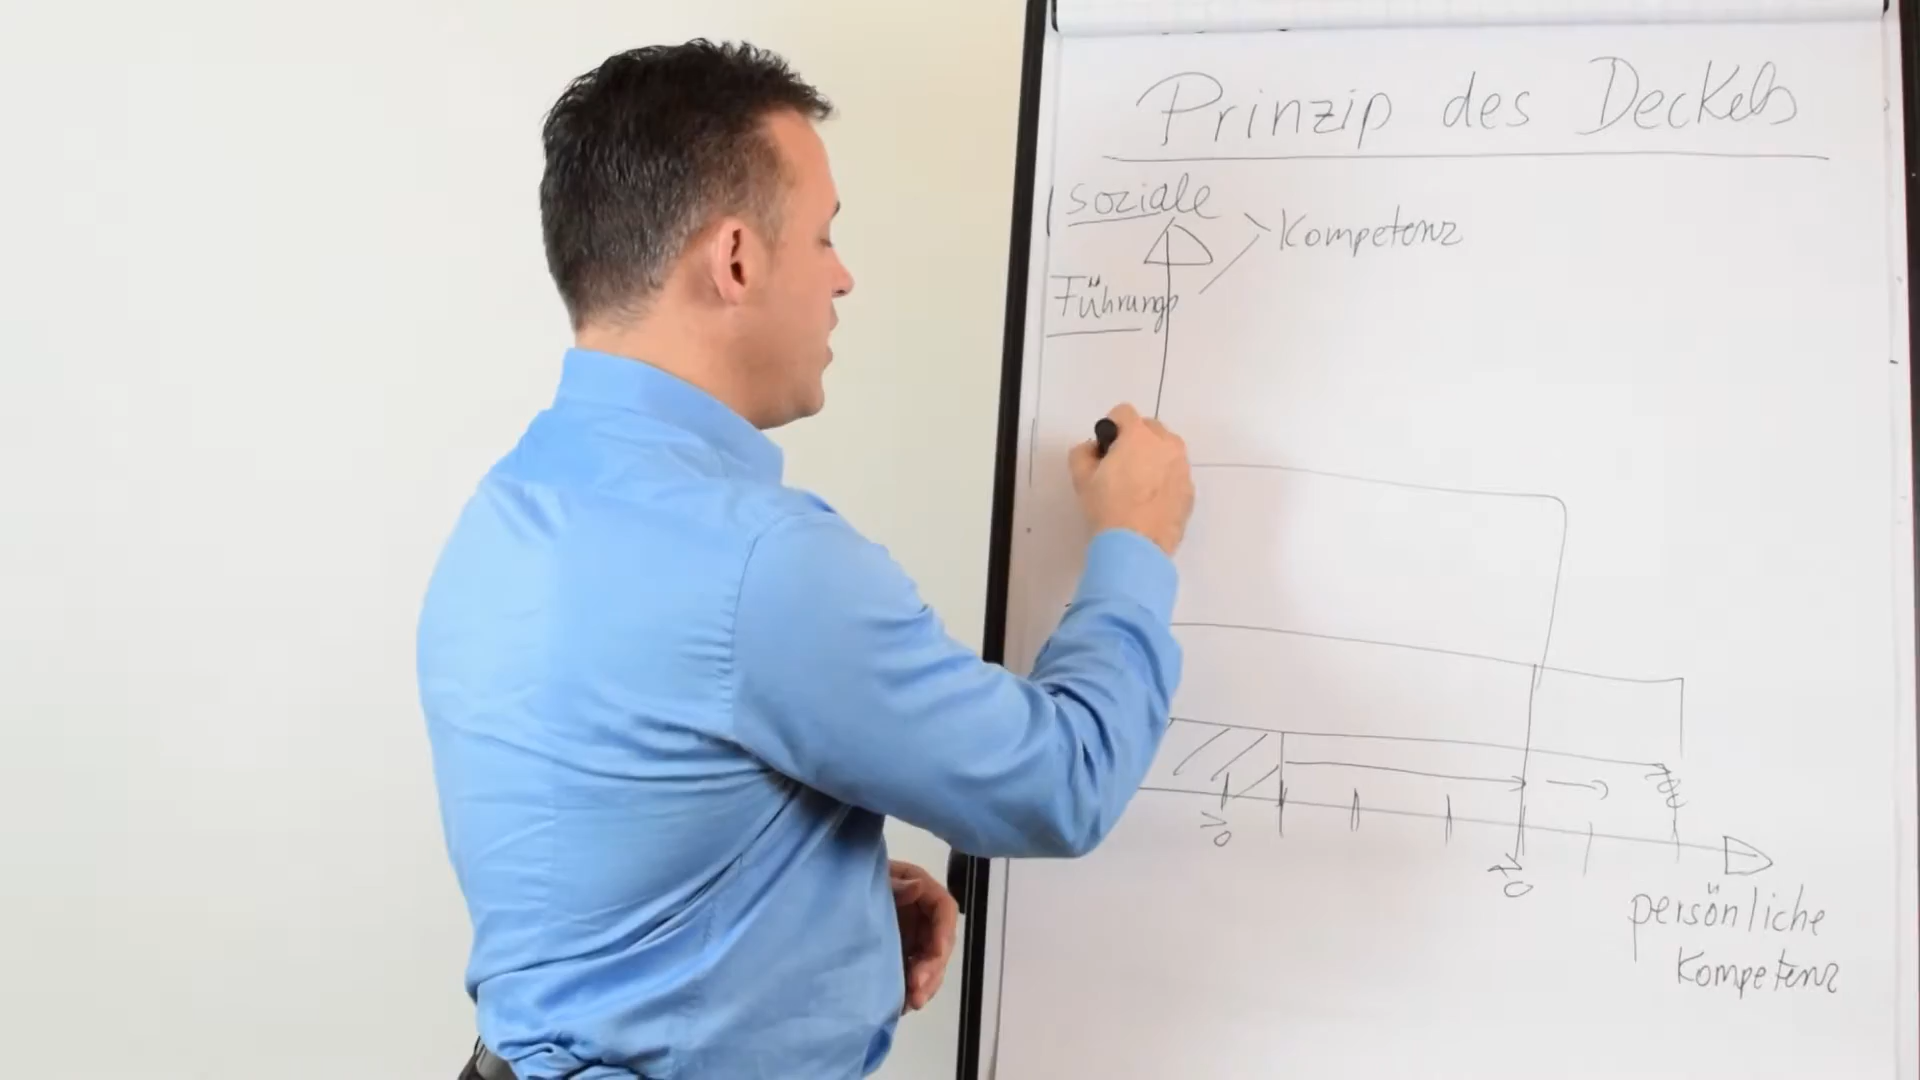 Prinzip des Deckels
soziale
Kompetenz
Führungs
persönliche
Kompetenz